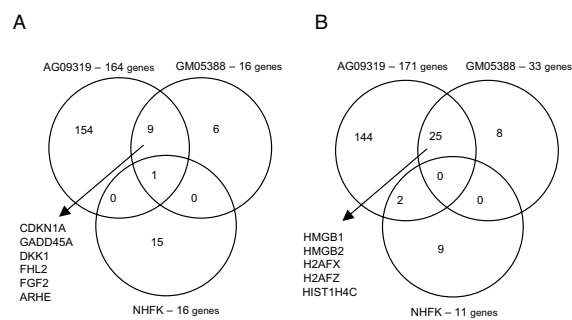 A
AG09319 – 164 genes
GM05388 – 16 genes
154
9
6
1
0
0
15
CDKN1A
GADD45A
DKK1
FHL2
FGF2
ARHE
NHFK – 16 genes
B
AG09319 – 171 genes
GM05388 – 33 genes
144
25
8
0
2
0
9
HMGB1
HMGB2
H2AFX
H2AFZ
HIST1H4C
NHFK – 11 genes